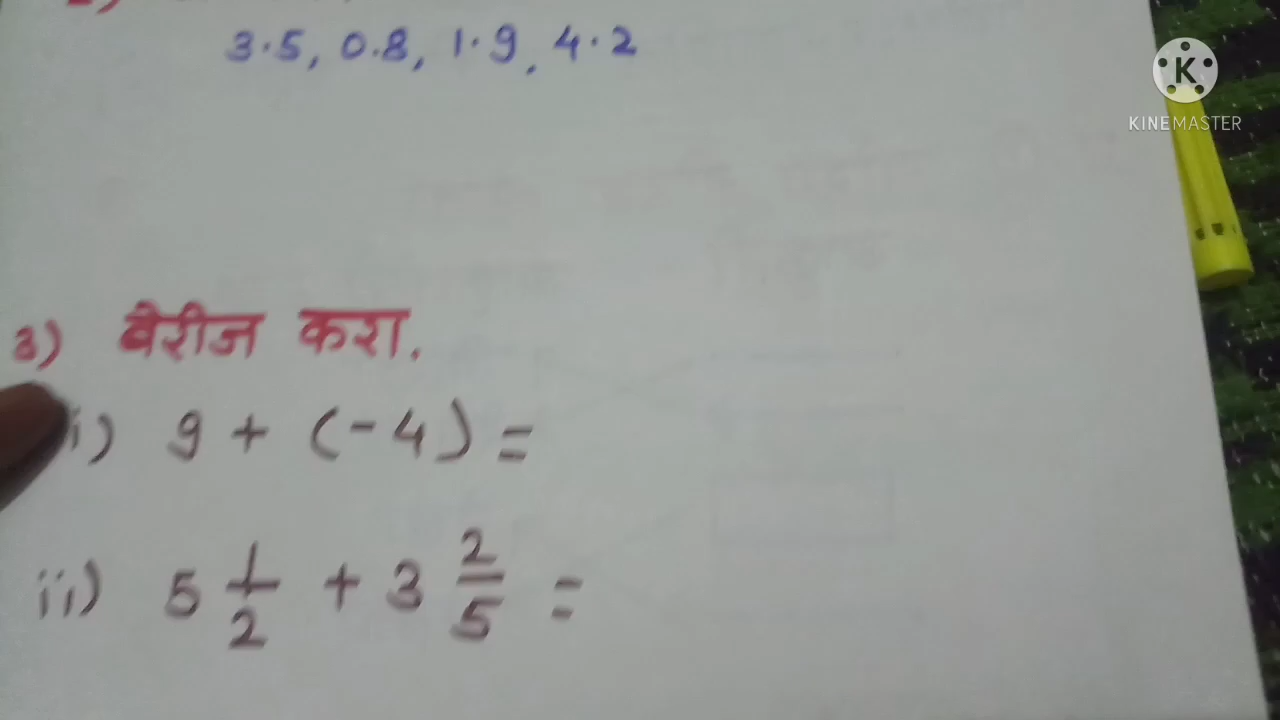 3.5, 0.8, 1.9, 4.2
K
KINEMASTER
3) बेरीज करा.
i) 9 + (-4) =
ii) 5 1/2 + 3 2/5 =